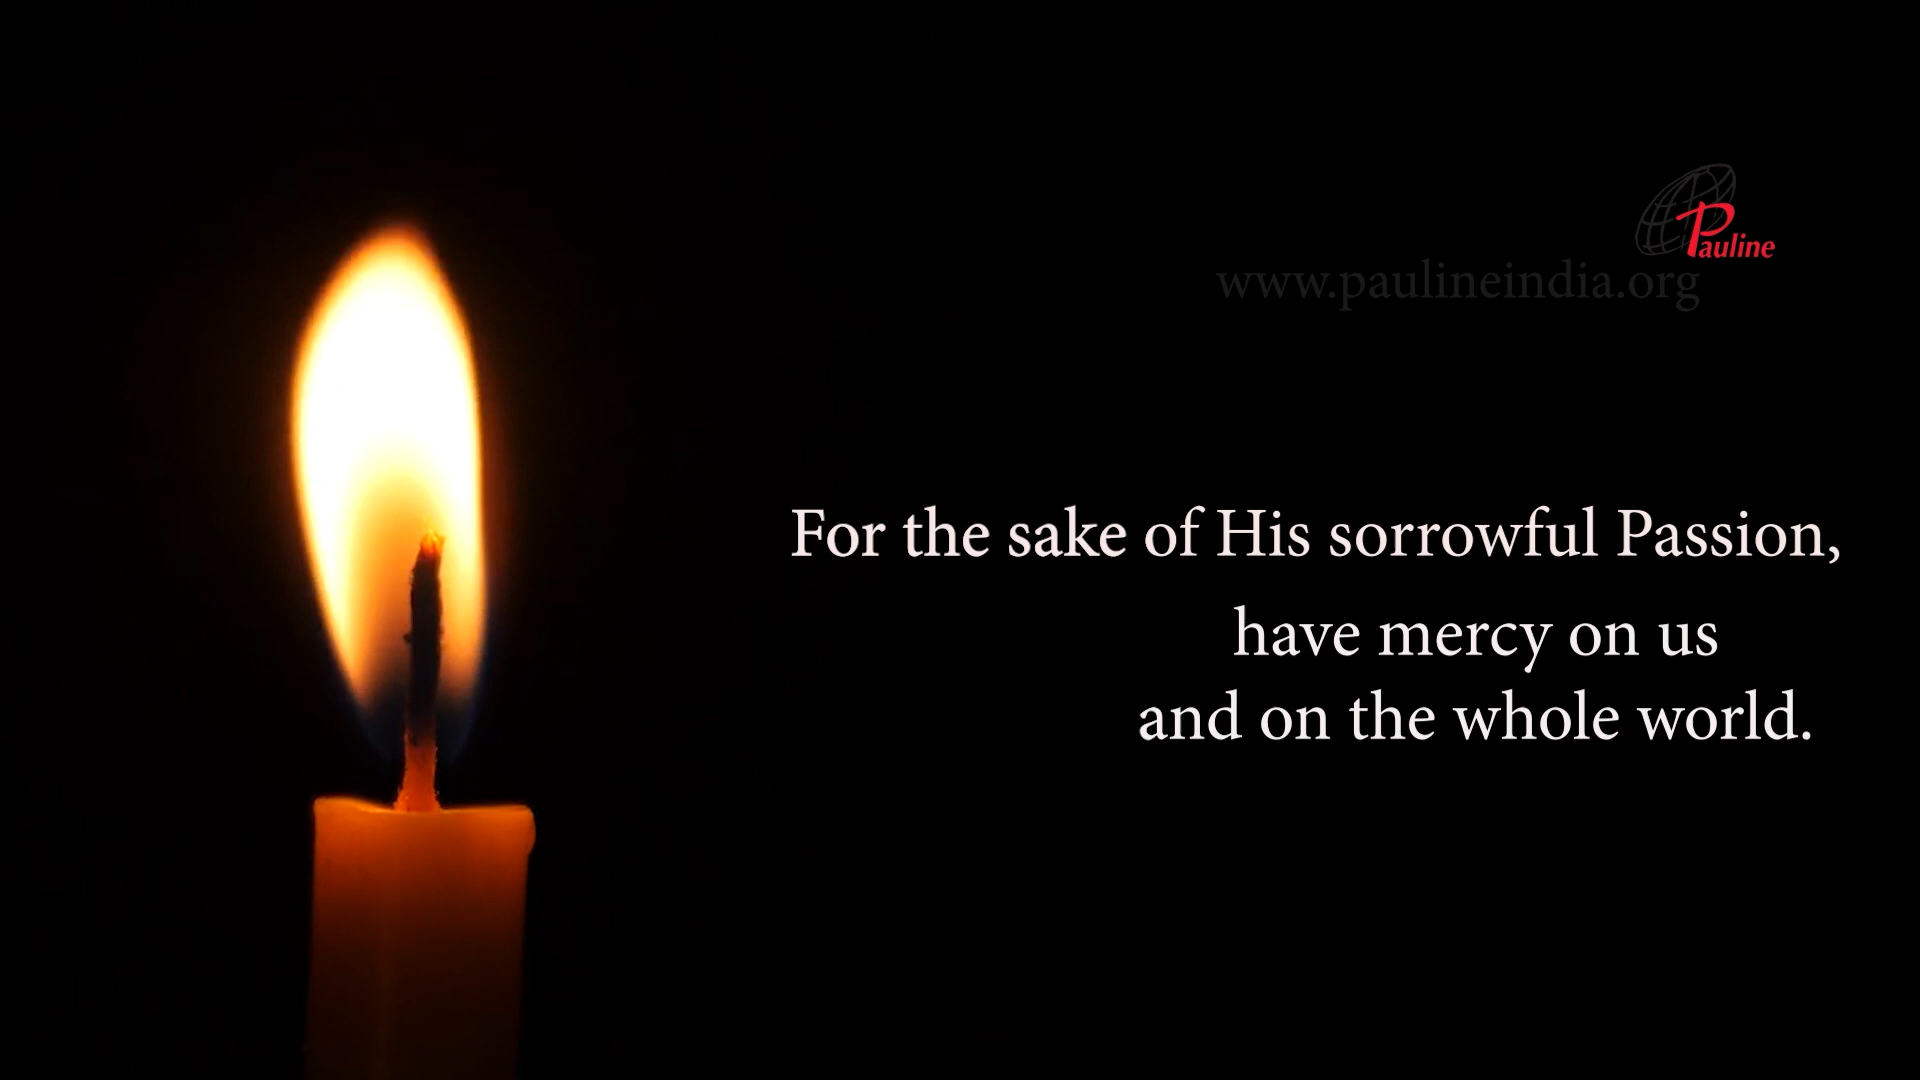 Pauline
www.paulineindia.org
For the sake of His sorrowful Passion,
have mercy on us
and on the whole world.